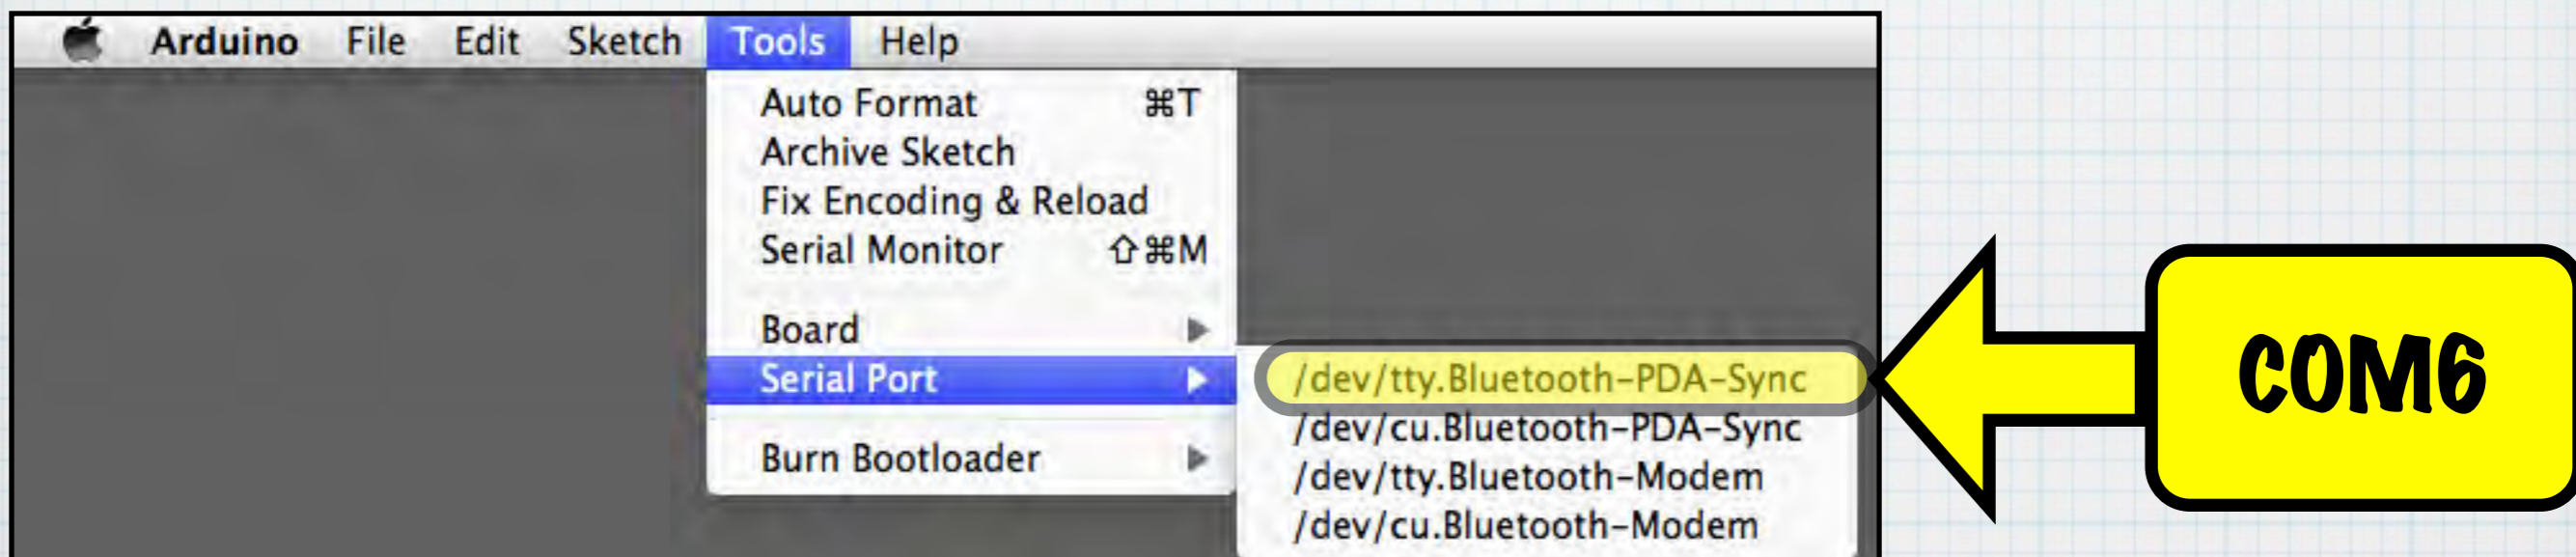 Arduino File Edit Sketch Tools Help
Auto Format ⌘T
Archive Sketch
Fix Encoding & Reload
Serial Monitor ⇧⌘M
Board
Serial Port
Burn Bootloader
/dev/tty.Bluetooth-PDA-Sync
/dev/cu.Bluetooth-PDA-Sync
/dev/tty.Bluetooth-Modem
/dev/cu.Bluetooth-Modem
COM6